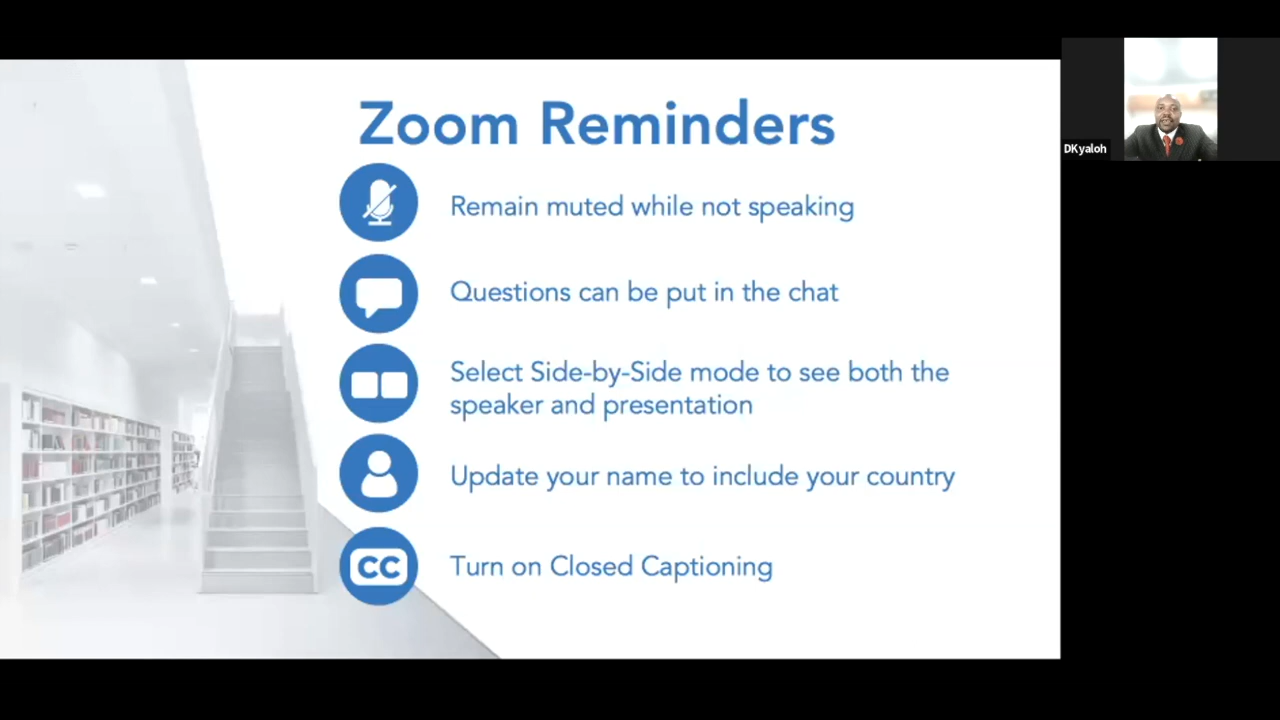 Zoom Reminders
Remain muted while not speaking
Questions can be put in the chat
Select Side-by-Side mode to see both the
speaker and presentation
Update your name to include your country
CC
Turn on Closed Captioning
DKyaloh